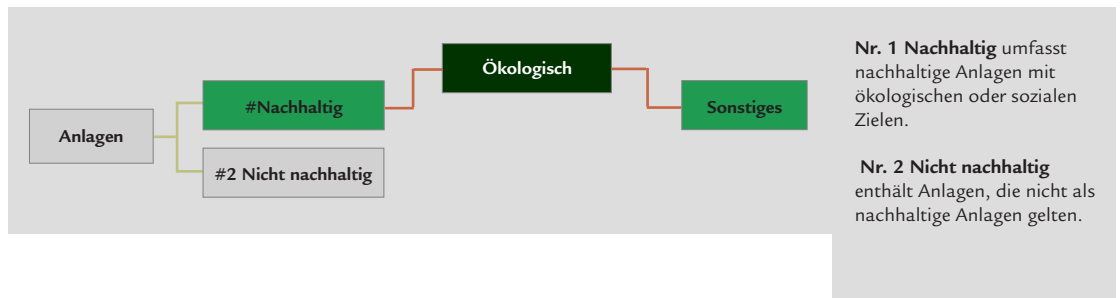 Ökologisch
#Nachhaltig
Sonstiges
Anlagen
#2 Nicht nachhaltig
Nr. 1 Nachhaltig umfasst
nachhaltige Anlagen mit
ökologischen oder sozialen
Zielen.
Nr. 2 Nicht nachhaltig
enthält Anlagen, die nicht als
nachhaltige Anlagen gelten.